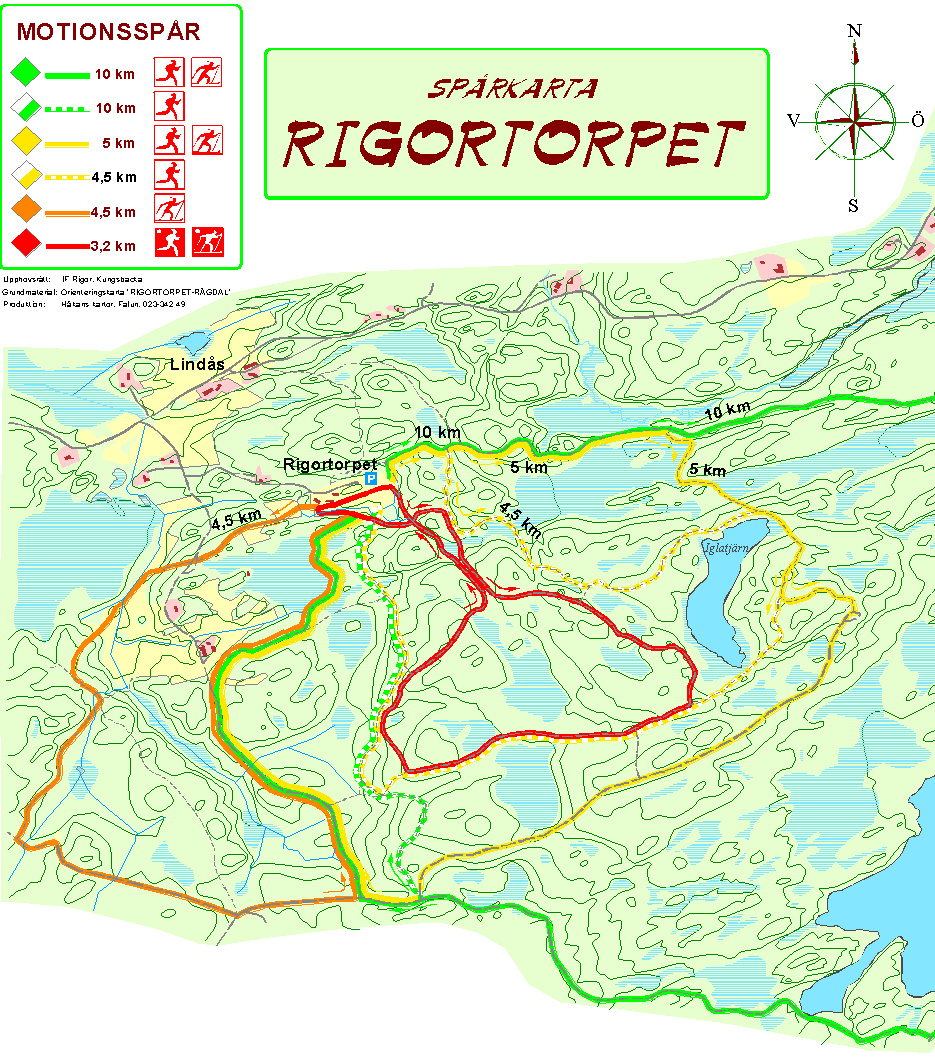 MOTIONSSPÅR
10 km
10 km
5 km
4,5 km
4,5 km
3,2 km
SPÅRKARTA
RIGORTORPET
N
V
Ö
S
Upphovsrätt: IF Rigor. Kungsbacka
Grundmaterial: Orienteringskarta 'RIGORTORPET-RÅGDAL'
Produktion: Håkans kartor. Falun. 023-342 49
Lindås
10 km
10 km
Rigortorpet
P
5 km
5 km
4,5 km
4,5 km
Iglatjärn